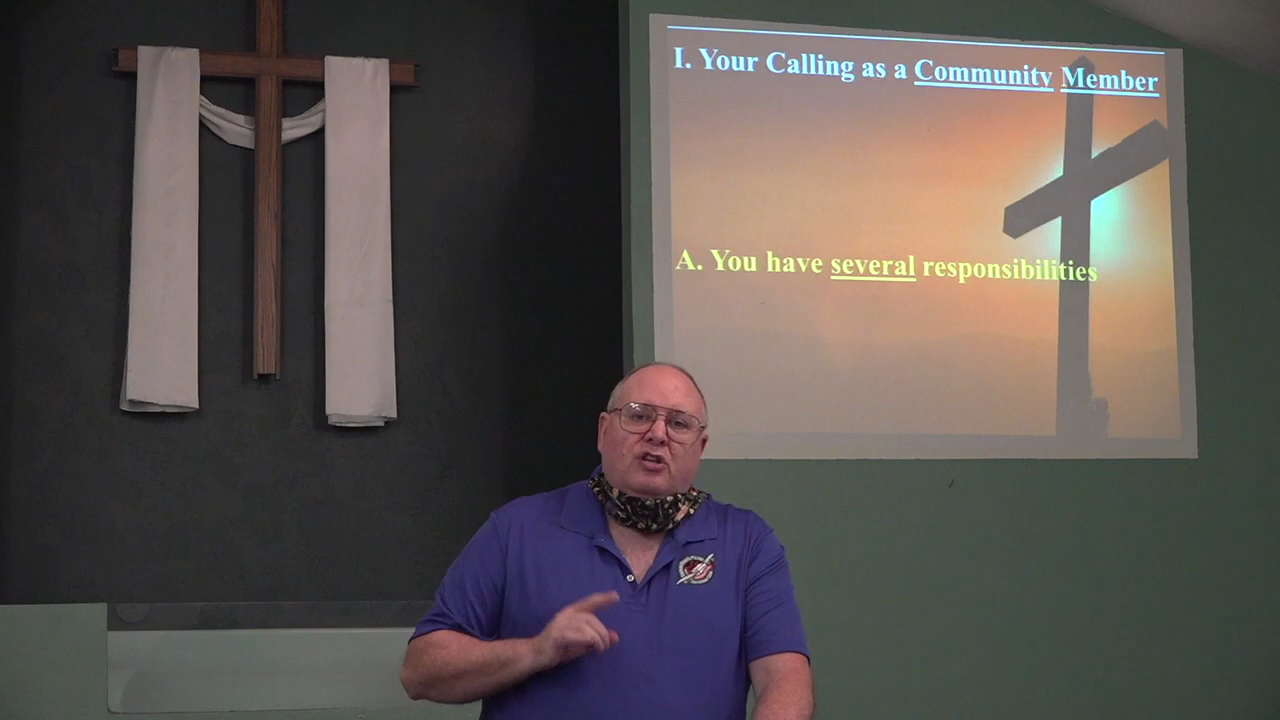 I. Your Calling as a Community Member
A. You have several responsibilities